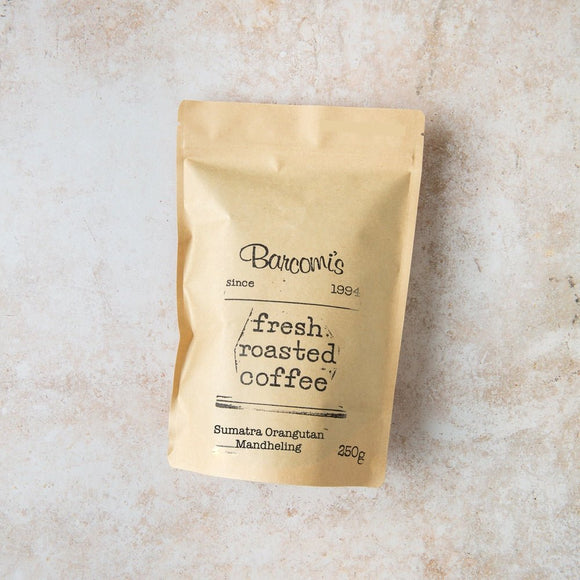 Barcomi's
since 1994
fresh
roasted
coffee
Sumatra Orangutan
Mandheling
250g